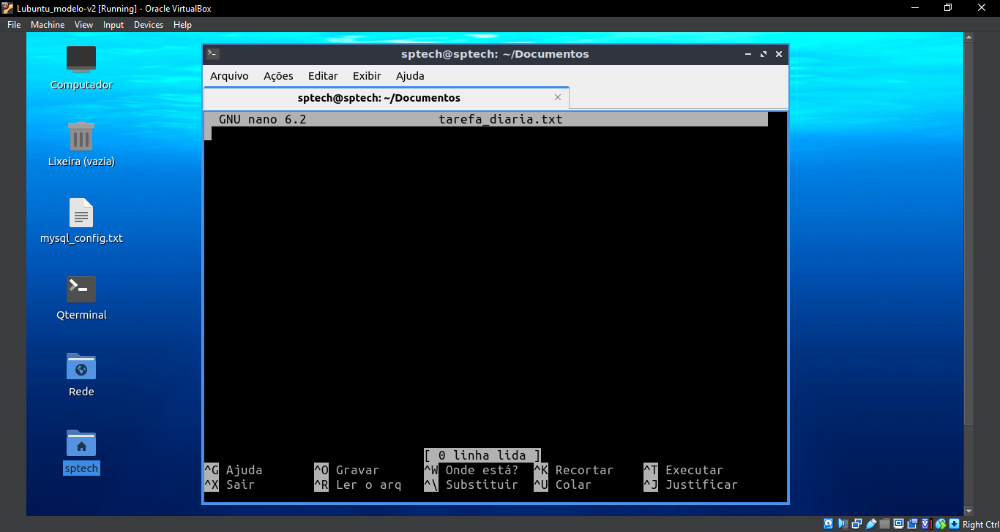 Lubuntu_modelo-v2 [Running] - Oracle VirtualBox
File Machine View Input Devices Help
Computador
Lixeira (vazia)
mysql_config.txt
Qterminal
Rede
sptech
sptech@sptech: ~/Documentos
Arquivo Ações Editar Exibir Ajuda
sptech@sptech: ~/Documentos
GNU nano 6.2 tarefa_diaria.txt
[ 0 linha lida ]
^G Ajuda ^O Gravar ^W Onde está? ^K Recortar ^T Executar
^X Sair ^R Ler o arq ^\ Substituir ^U Colar ^J Justificar
Right Ctrl